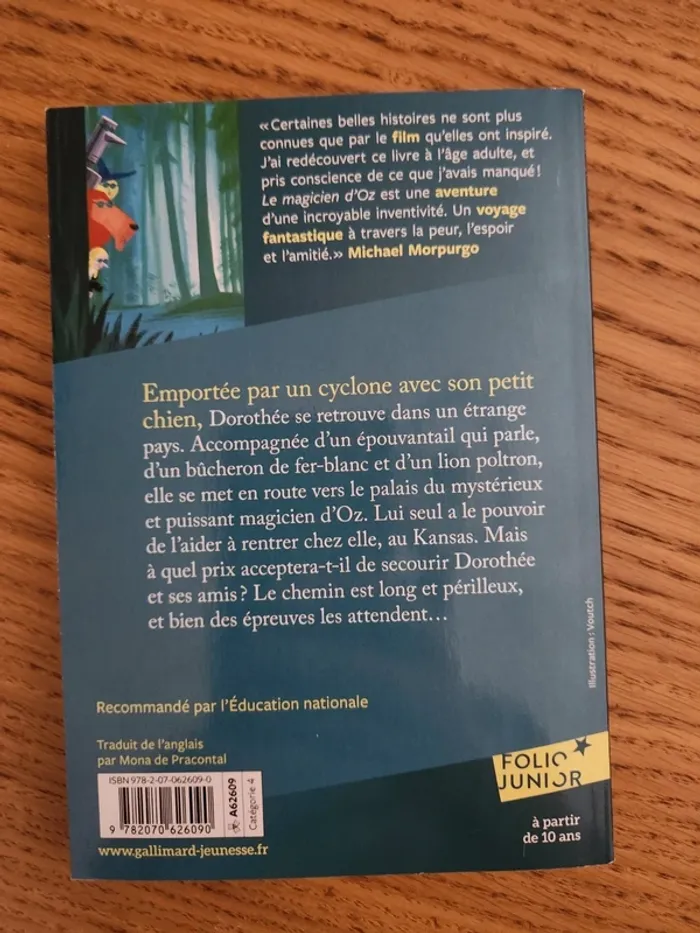 « Certaines belles histoires ne sont plus
connues que par le film qu'elles ont inspiré.
J'ai redécouvert ce livre à l'âge adulte, et
pris conscience de ce que j'avais manqué !
Le magicien d'Oz est une aventure
d'une incroyable inventivité. Un voyage
fantastique à travers la peur, l'espoir
et l'amitié. » Michael Morpurgo
Emportée par un cyclone avec son petit
chien, Dorothée se retrouve dans un étrange
pays. Accompagnée d'un épouvantail qui parle,
d'un bûcheron de fer-blanc et d'un lion poltron,
elle se met en route vers le palais du mystérieux
et puissant magicien d'Oz. Lui seul a le pouvoir
de l'aider à rentrer chez elle, au Kansas. Mais
à quel prix acceptera-t-il de secourir Dorothée
et ses amis ? Le chemin est long et périlleux,
et bien des épreuves les attendent...
Illustration : Voutch
Recommandé par l'Éducation nationale
Traduit de l'anglais
par Mona de Pracontal
ISBN 978-2-07-062609-0
9 782070 626090
A62609
Catégorie 4
www.gallimard-jeunesse.fr
FOLIO
JUNIOR
à partir
de 10 ans